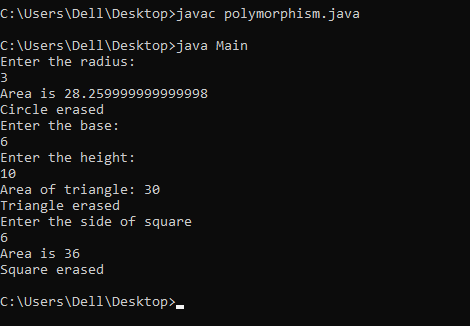 C:\Users\Dell\Desktop>javac polymorphism.java
C:\Users\Dell\Desktop>java Main
Enter the radius:
3
Area is 28.259999999999998
Circle erased
Enter the base:
6
Enter the height:
10
Area of triangle: 30
Triangle erased
Enter the side of square
6
Area is 36
Square erased
C:\Users\Dell\Desktop>